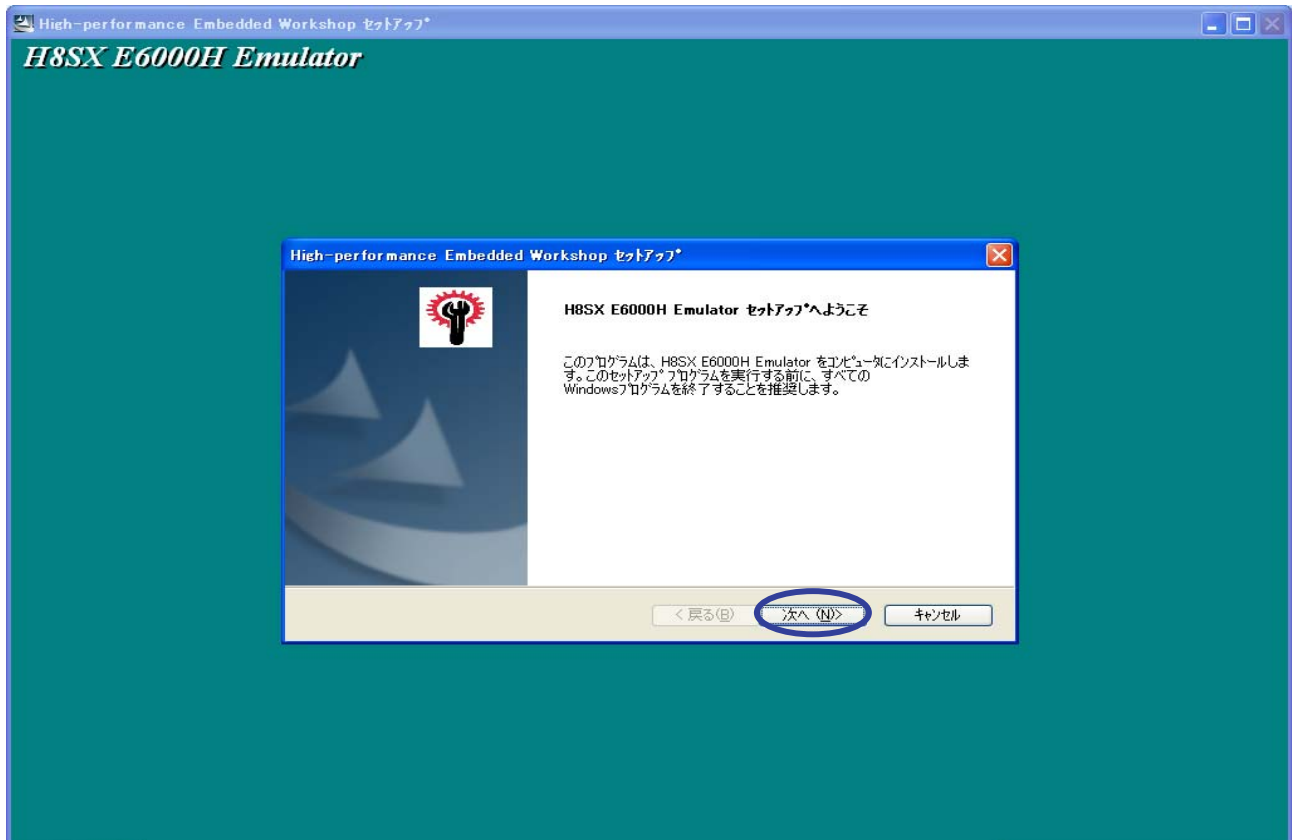 High-performance Embedded Workshop ｾｯﾄｱｯﾌﾟ
H8SX E6000H Emulator
High-performance Embedded Workshop ｾｯﾄｱｯﾌﾟ
H8SX E6000H Emulator ｾｯﾄｱｯﾌﾟへようこそ
このﾌﾟﾛｸﾞﾗﾑは、H8SX E6000H Emulator をｺﾝﾋﾟｭｰﾀにｲﾝｽﾄｰﾙしま
す。このｾｯﾄｱｯﾌﾟ ﾌﾟﾛｸﾞﾗﾑを実行する前に、すべての
Windowsﾌﾟﾛｸﾞﾗﾑを終了することを推奨します。
< 戻る(B)
次へ (N)>
ｷｬﾝｾﾙ